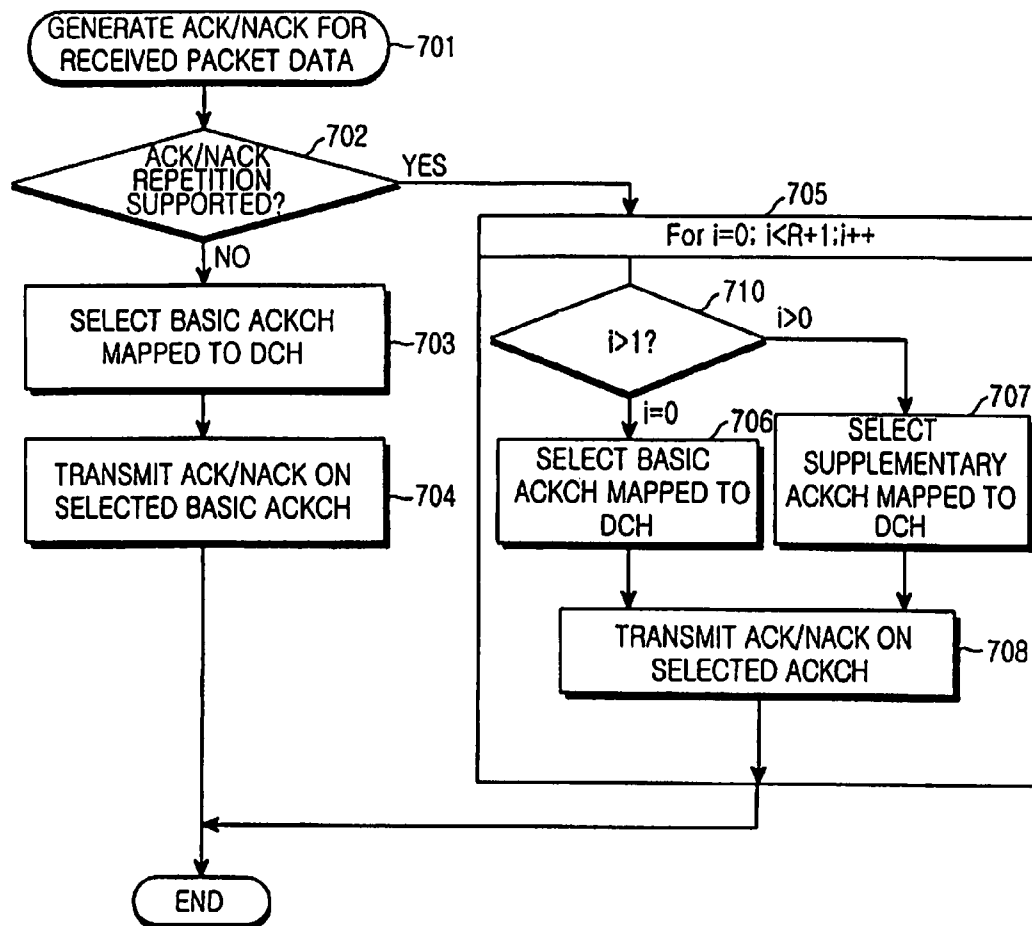 GENERATE ACK/NACK FOR
RECEIVED PACKET DATA
701
702
ACK/NACK
REPETITION
SUPPORTED?
YES
NO
SELECT BASIC ACKCH
MAPPED TO DCH
703
TRANSMIT ACK/NACK ON
SELECTED BASIC ACKCH
704
705
For i=0; i<R+1;i++
710
i>1?
i>0
i=0
706
SELECT BASIC
ACKCH MAPPED TO
DCH
707
SELECT
SUPPLEMENTARY
ACKCH MAPPED TO
DCH
TRANSMIT ACK/NACK ON
SELECTED ACKCH
708
END